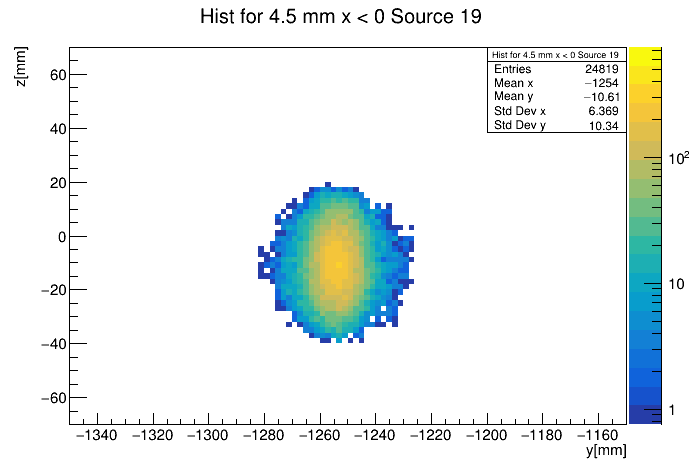 Hist for 4.5 mm x < 0 Source 19
z[mm]
Hist for 4.5 mm x < 0 Source 19
Entries 24819
Mean x −1254
Mean y −10.61
Std Dev x 6.369
Std Dev y 10.34
60
40
20
0
−20
−40
−60
10²
10
1
−1340 −1320 −1300 −1280 −1260 −1240 −1220 −1200 −1180 −1160
y[mm]